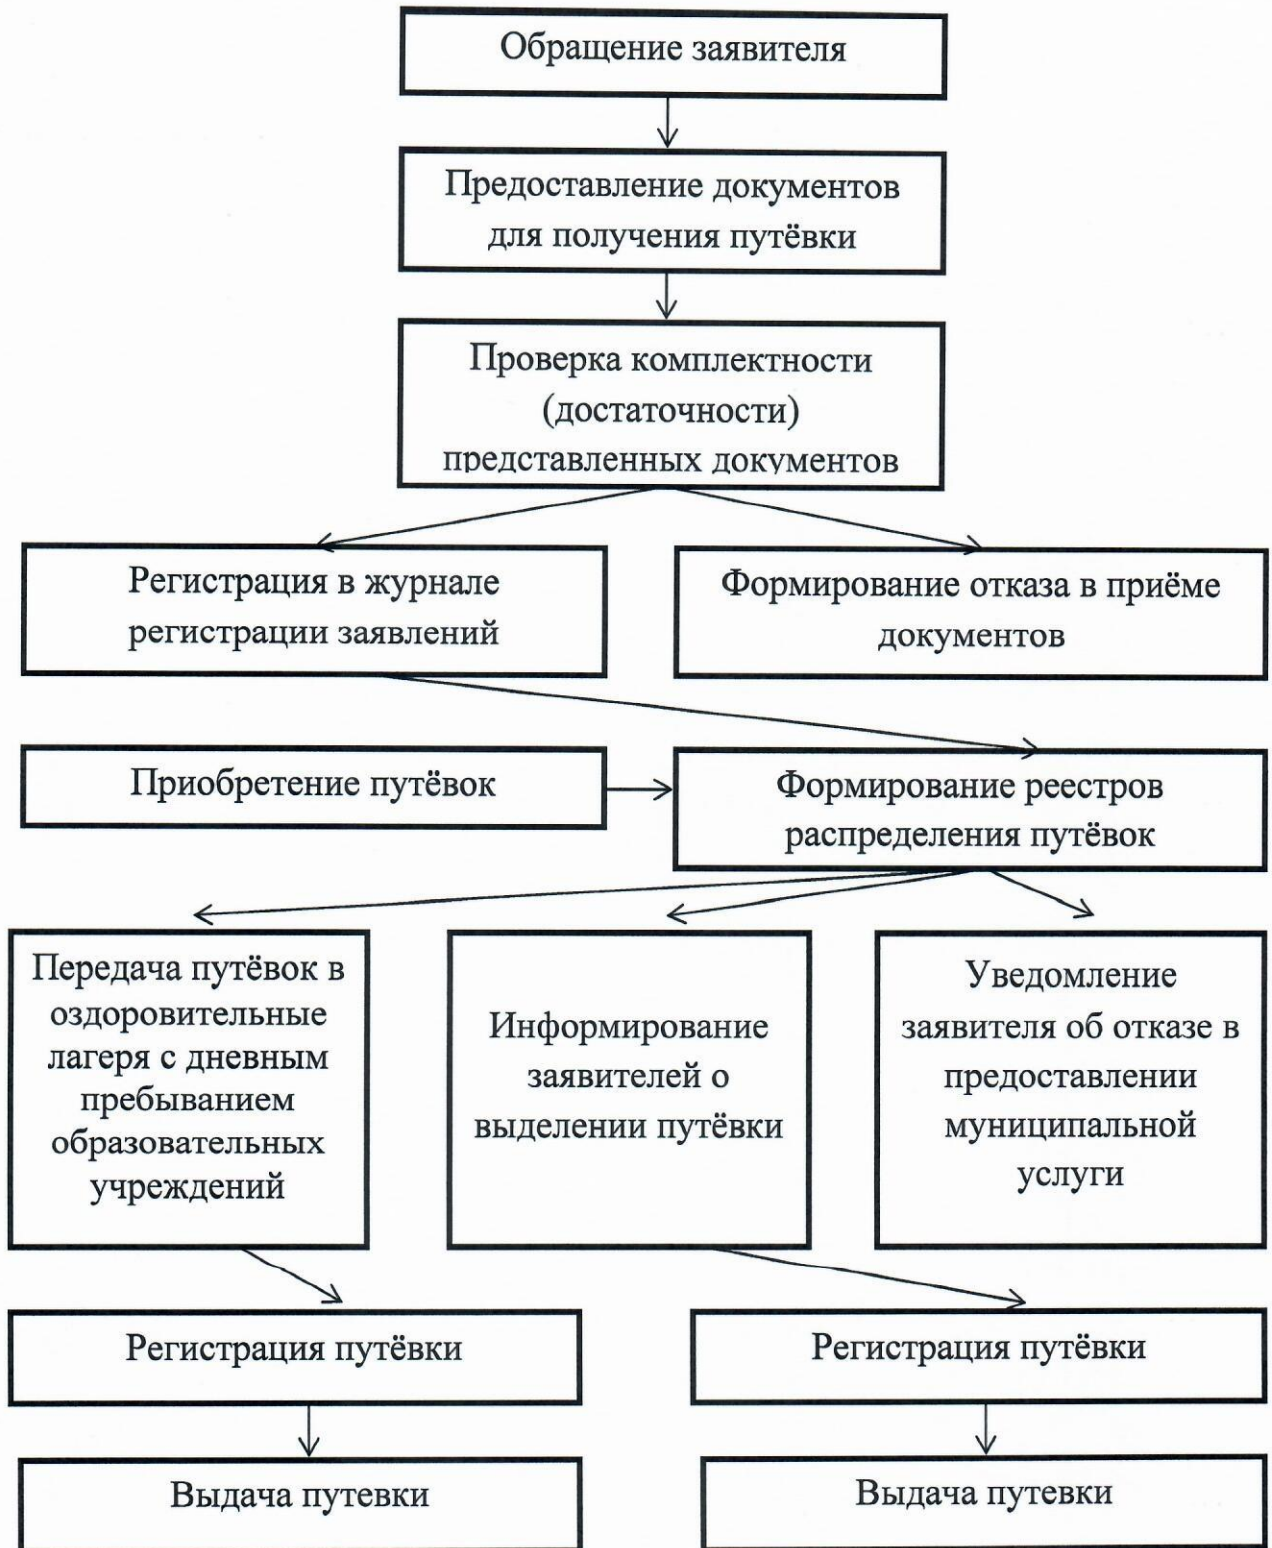 Обращение заявителя
Предоставление документов
для получения путёвки
Проверка комплектности
(достаточности)
представленных документов
Регистрация в журнале
регистрации заявлений
Формирование отказа в приёме
документов
Приобретение путёвок
Формирование реестров
распределения путёвок
Передача путёвок в
оздоровительные
лагеря с дневным
пребыванием
образовательных
учреждений
Информирование
заявителей о
выделении путёвки
Уведомление
заявителя об отказе в
предоставлении
муниципальной
услуги
Регистрация путёвки
Регистрация путёвки
Выдача путевки
Выдача путевки